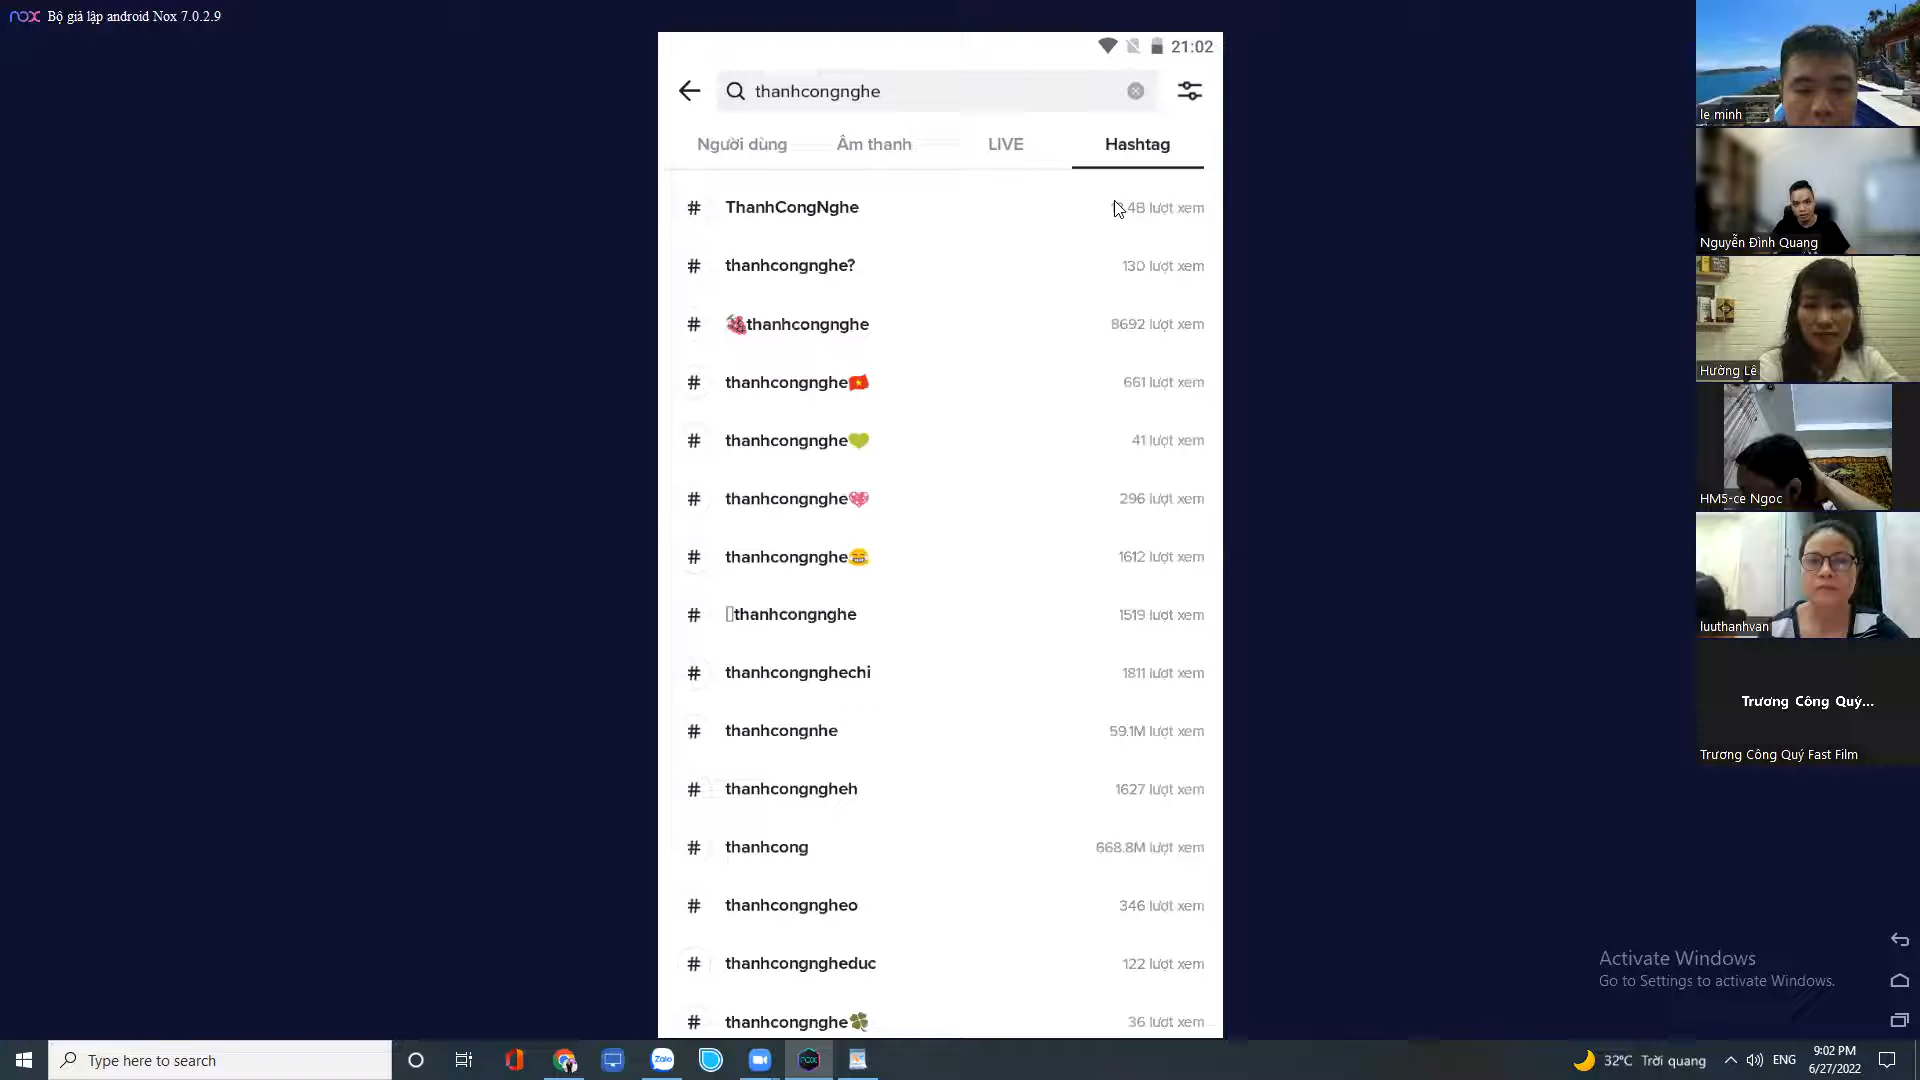 nox Bộ giả lập android Nox 7.0.2.9
21:02
thanhcongnghe
Người dùng Âm thanh LIVE Hashtag
# ThanhCongNghe .4B lượt xem
# thanhcongnghe? 130 lượt xem
# 🍇thanhcongnghe 8692 lượt xem
# thanhcongnghe🇻🇳 661 lượt xem
# thanhcongnghe💚 41 lượt xem
# thanhcongnghe💖 296 lượt xem
# thanhcongnghe😂 1612 lượt xem
# thanhcongnghe 1519 lượt xem
# thanhcongnghechi 1811 lượt xem
# thanhcongnhe 59.1M lượt xem
# thanhcongngheh 1627 lượt xem
# thanhcong 668.8M lượt xem
# thanhcongngheo 346 lượt xem
# thanhcongngheduc 122 lượt xem
# thanhcongnghe🍀 36 lượt xem
le minh
Nguyễn Đình Quang
Hường Lê
HM5-ce Ngoc
luuthanhvan
Trương Công Quý...
Trương Công Quý Fast Film
Activate Windows
Go to Settings to activate Windows.
Type here to search
Zalo
nox
32°C Trời quang
ENG
9:02 PM
6/27/2022